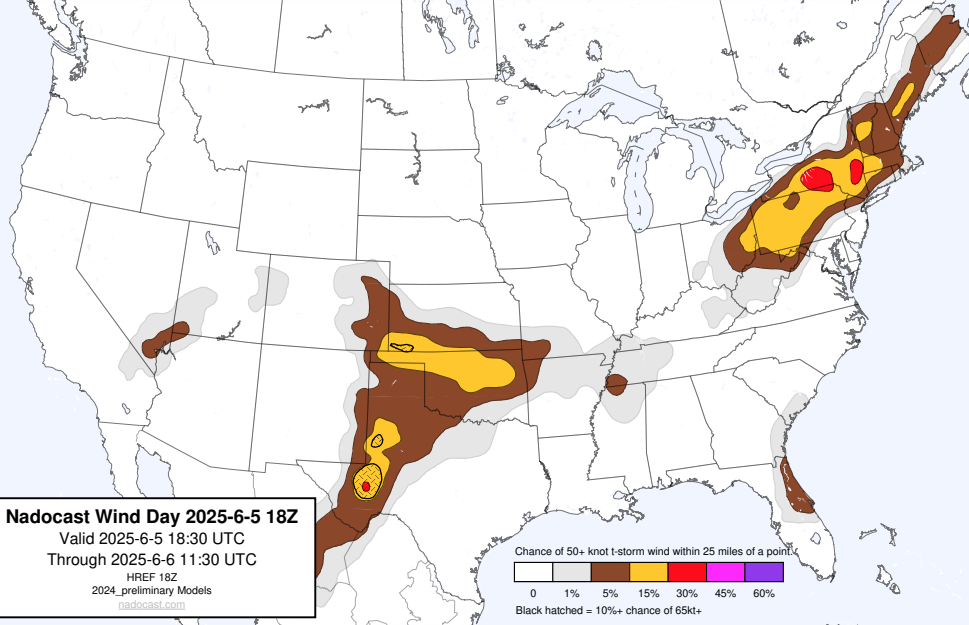 Nadocast Wind Day 2025-6-5 18Z
Valid 2025-6-5 18:30 UTC
Through 2025-6-6 11:30 UTC
HREF 18Z
2024_preliminary Models
nadocast.com
Chance of 50+ knot t-storm wind within 25 miles of a point.
0 1% 5% 15% 30% 45% 60%
Black hatched = 10%+ chance of 65kt+